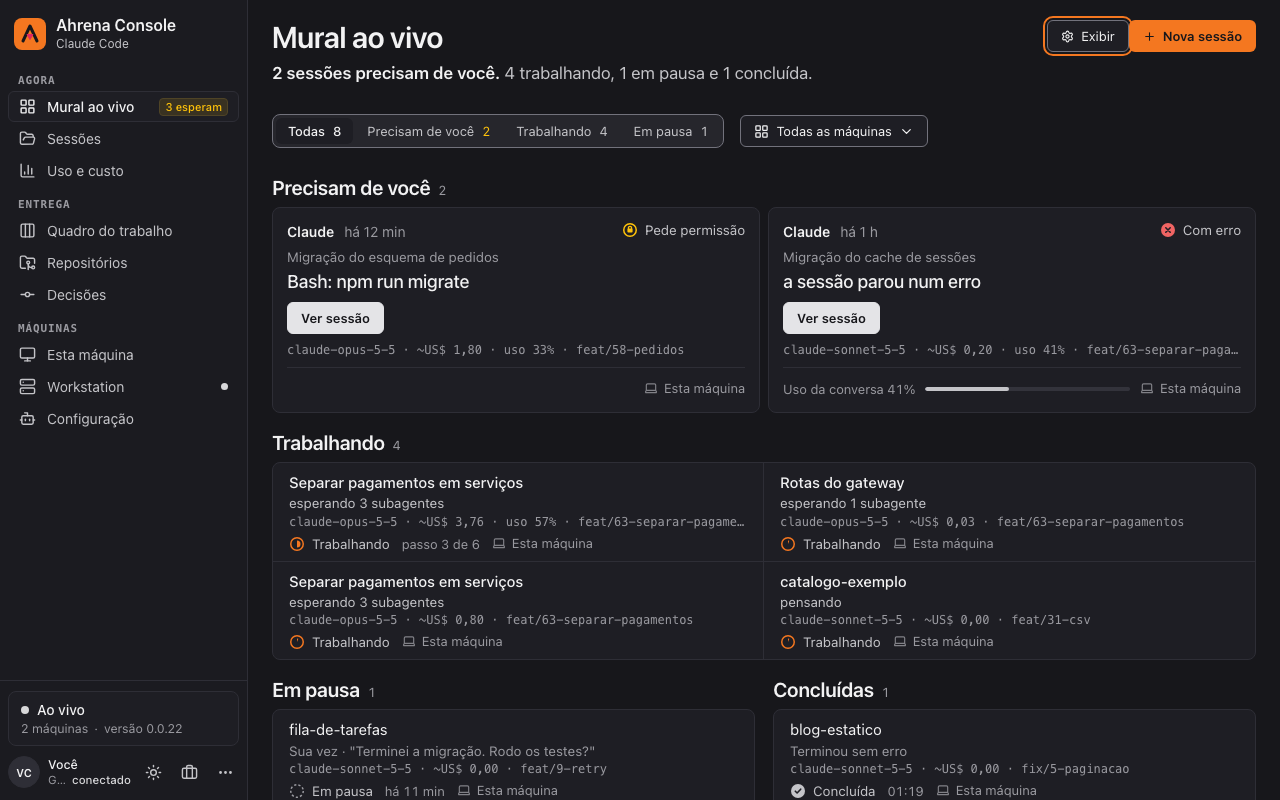 Ahrena Console
Claude Code
AGORA
Mural ao vivo 3 esperam
Sessões
Uso e custo
ENTREGA
Quadro do trabalho
Repositórios
Decisões
MÁQUINAS
Esta máquina
Workstation
Configuração
Ao vivo
2 máquinas · versão 0.0.22
VC
Você
G... conectado
Mural ao vivo
Exibir
+ Nova sessão
2 sessões precisam de você. 4 trabalhando, 1 em pausa e 1 concluída.
Todas 8 Precisam de você 2 Trabalhando 4 Em pausa 1
Todas as máquinas
Precisam de você 2
Claude há 12 min Pede permissão
Migração do esquema de pedidos
Bash: npm run migrate
Ver sessão
claude-opus-5-5 · ~US$ 1,80 · uso 33% · feat/58-pedidos
Esta máquina
Claude há 1 h Com erro
Migração do cache de sessões
a sessão parou num erro
Ver sessão
claude-sonnet-5-5 · ~US$ 0,20 · uso 41% · feat/63-separar-paga…
Uso da conversa 41% Esta máquina
Trabalhando 4
Separar pagamentos em serviços
esperando 3 subagentes
claude-opus-5-5 · ~US$ 3,76 · uso 57% · feat/63-separar-pagame…
Trabalhando passo 3 de 6 Esta máquina
Rotas do gateway
esperando 1 subagente
claude-opus-5-5 · ~US$ 0,03 · feat/63-separar-pagamentos
Trabalhando Esta máquina
Separar pagamentos em serviços
esperando 3 subagentes
claude-opus-5-5 · ~US$ 0,80 · feat/63-separar-pagamentos
Trabalhando Esta máquina
catalogo-exemplo
pensando
claude-sonnet-5-5 · ~US$ 0,00 · feat/31-csv
Trabalhando Esta máquina
Em pausa 1
fila-de-tarefas
Sua vez · "Terminei a migração. Rodo os testes?"
claude-sonnet-5-5 · ~US$ 0,00 · feat/9-retry
Em pausa há 11 min Esta máquina
Concluídas 1
blog-estatico
Terminou sem erro
claude-sonnet-5-5 · ~US$ 0,00 · fix/5-paginacao
Concluída 01:19 Esta máquina